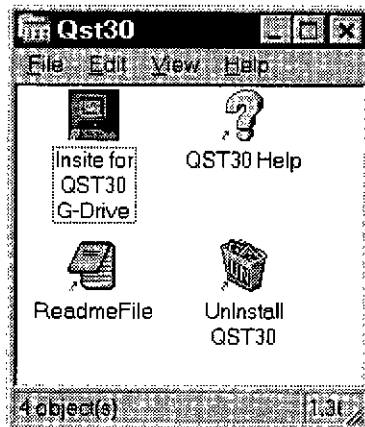 Qst30
File Edit View Help
Insite for
QST30
G-Drive
QST30 Help
ReadmeFile
UnInstall
QST30
4 object(s)